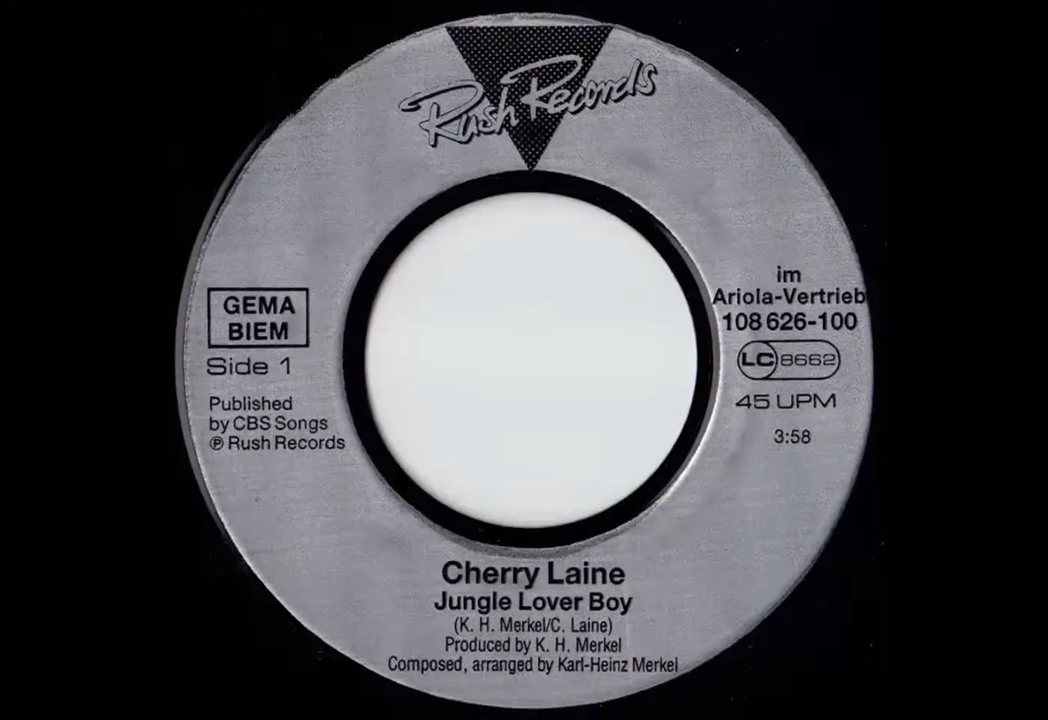 Rush Records
GEMA
BIEM
Side 1
Published
by CBS Songs
℗ Rush Records
im
Ariola-Vertrieb
108 626-100
LC 8662
45 UPM
3:58
Cherry Laine
Jungle Lover Boy
(K. H. Merkel/C. Laine)
Produced by K. H. Merkel
Composed, arranged by Karl-Heinz Merkel